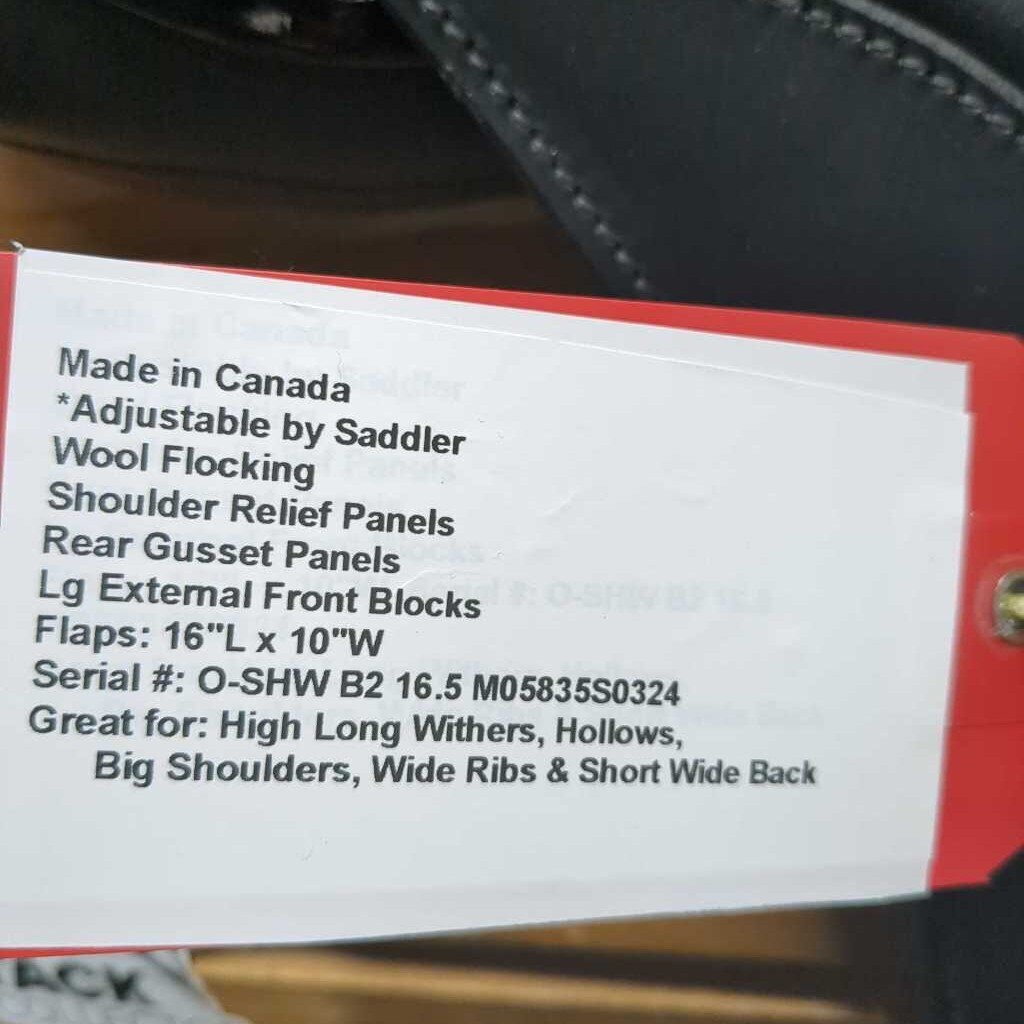 Made in Canada
*Adjustable by Saddler
Wool Flocking
Shoulder Relief Panels
Rear Gusset Panels
Lg External Front Blocks
Flaps: 16"L x 10"W
Serial #: O-SHW B2 16.5 M05835S0324
Great for: High Long Withers, Hollows,
Big Shoulders, Wide Ribs & Short Wide Back
ACK